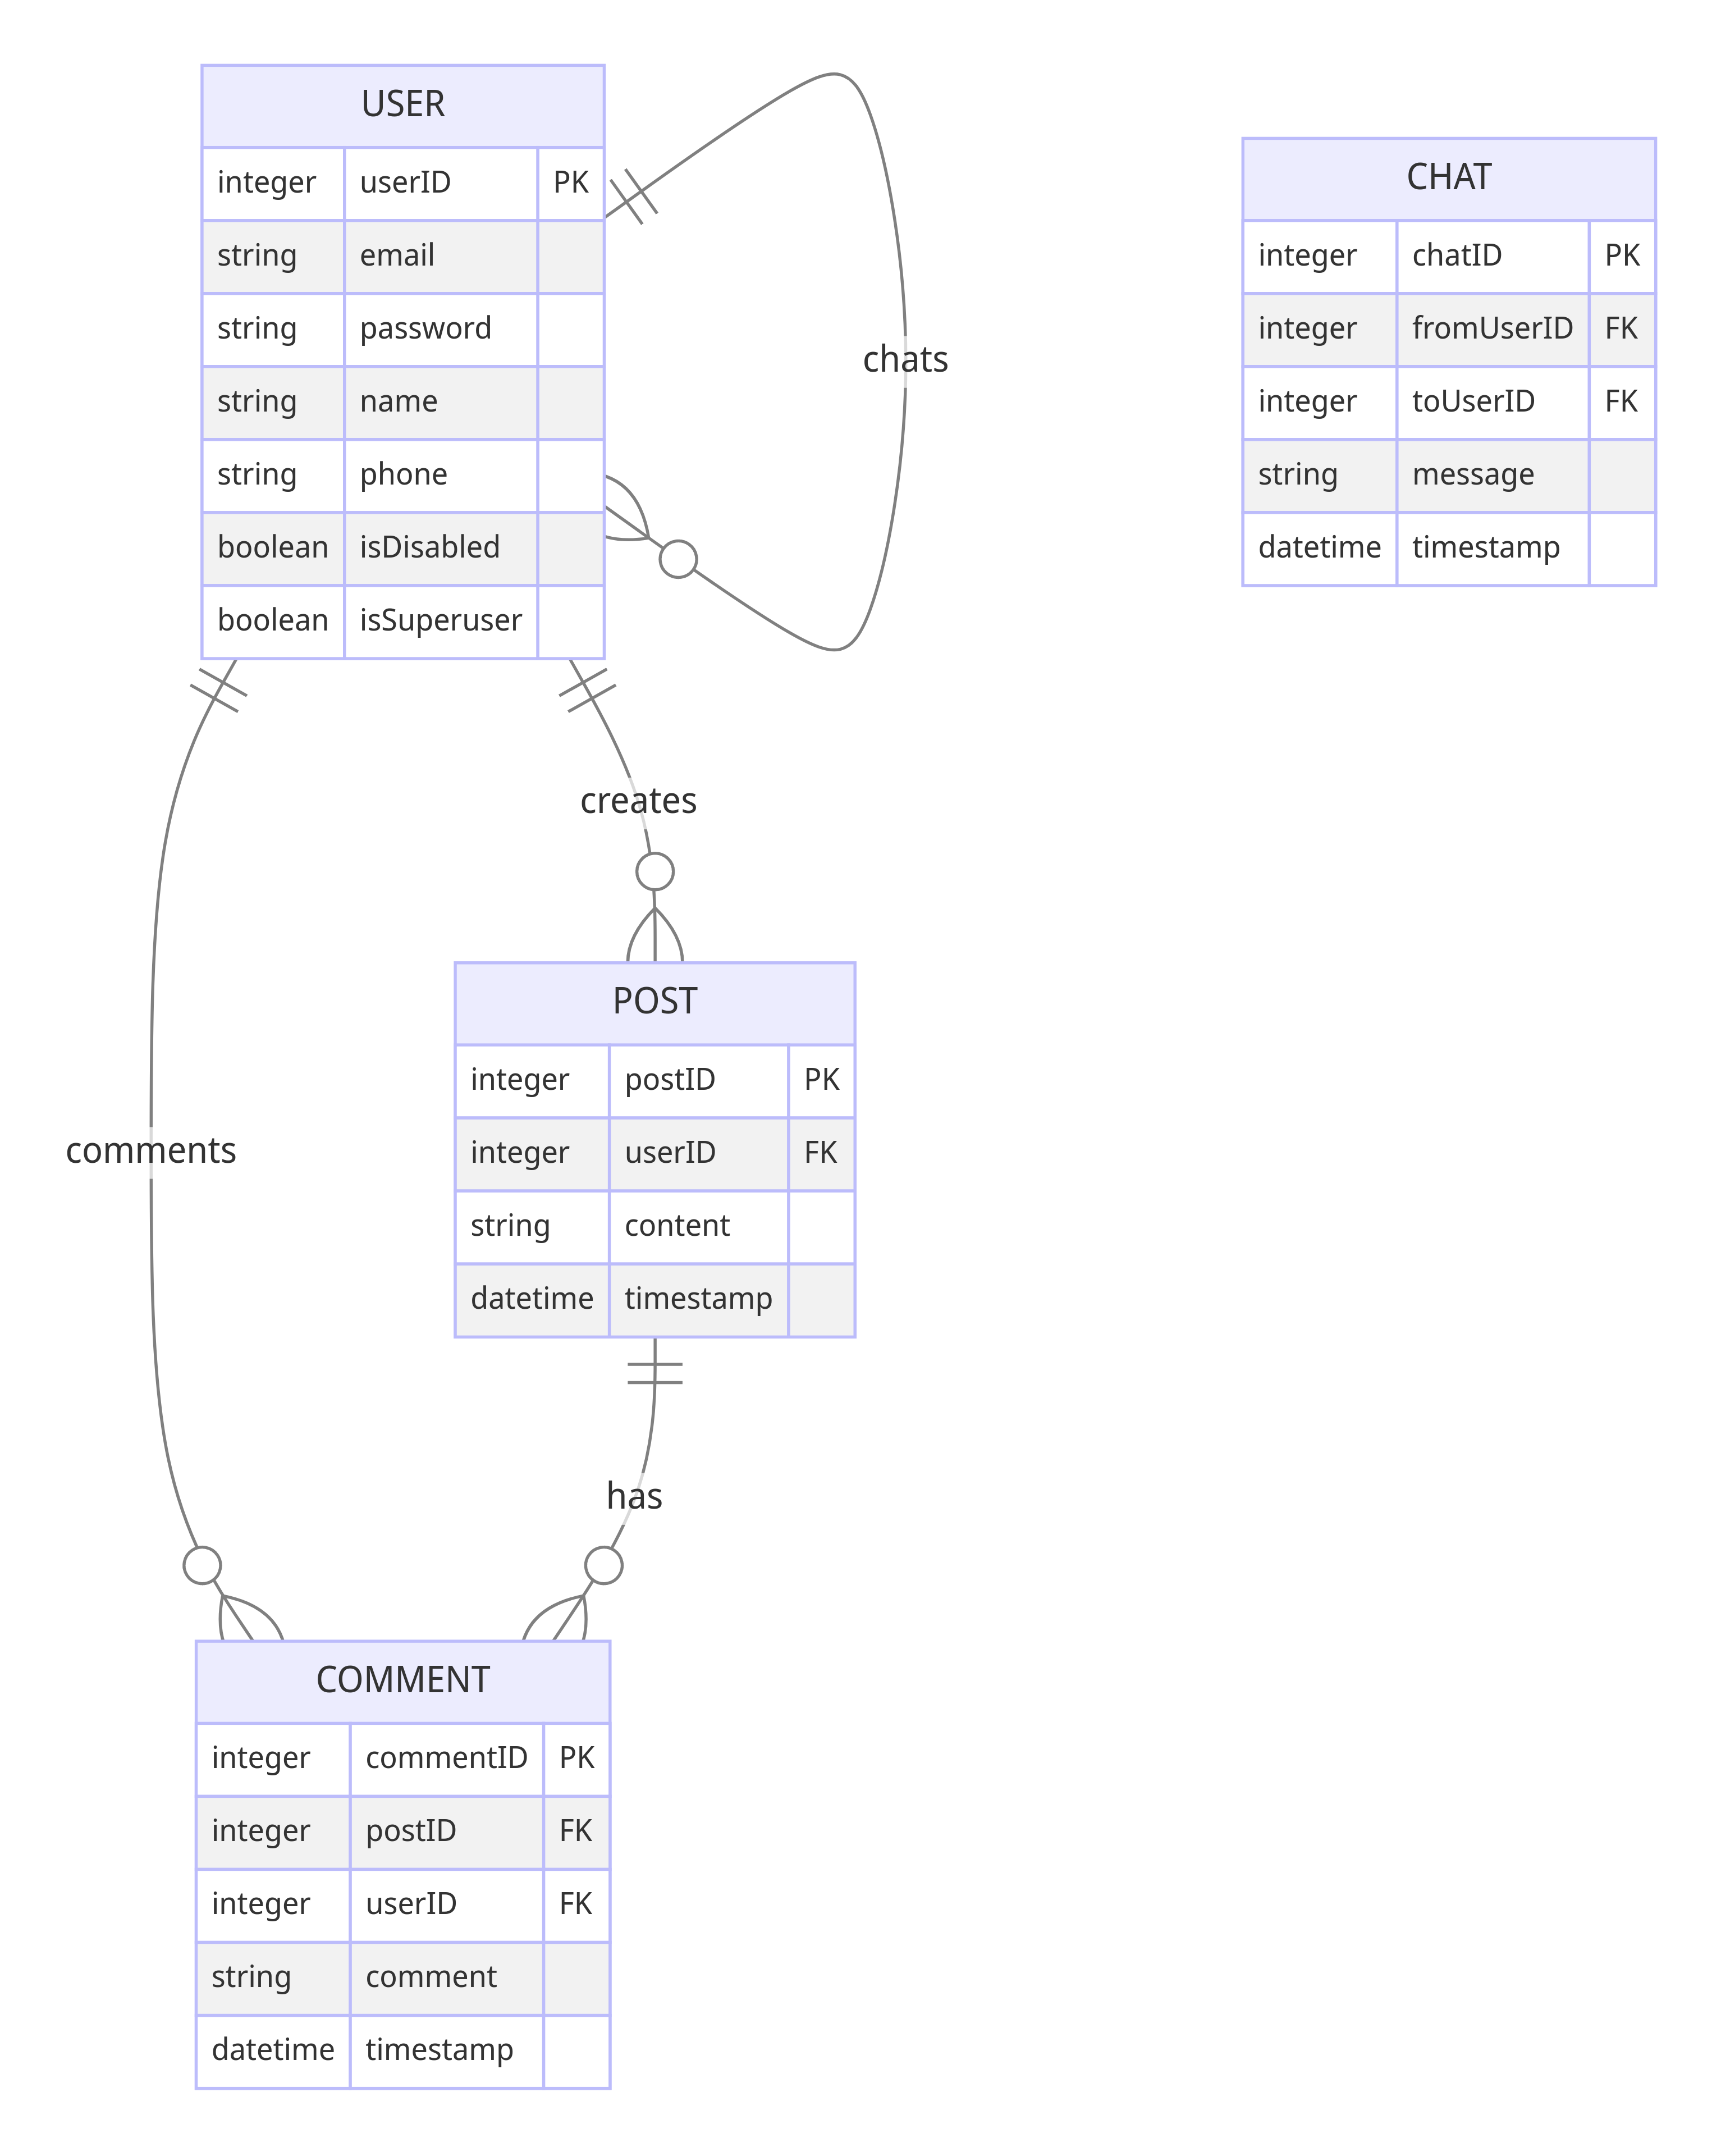 USER
integer userID PK
string email
string password
string name
string phone
boolean isDisabled
boolean isSuperuser
chats
CHAT
integer chatID PK
integer fromUserID FK
integer toUserID FK
string message
datetime timestamp
creates
comments
POST
integer postID PK
integer userID FK
string content
datetime timestamp
has
COMMENT
integer commentID PK
integer postID FK
integer userID FK
string comment
datetime timestamp